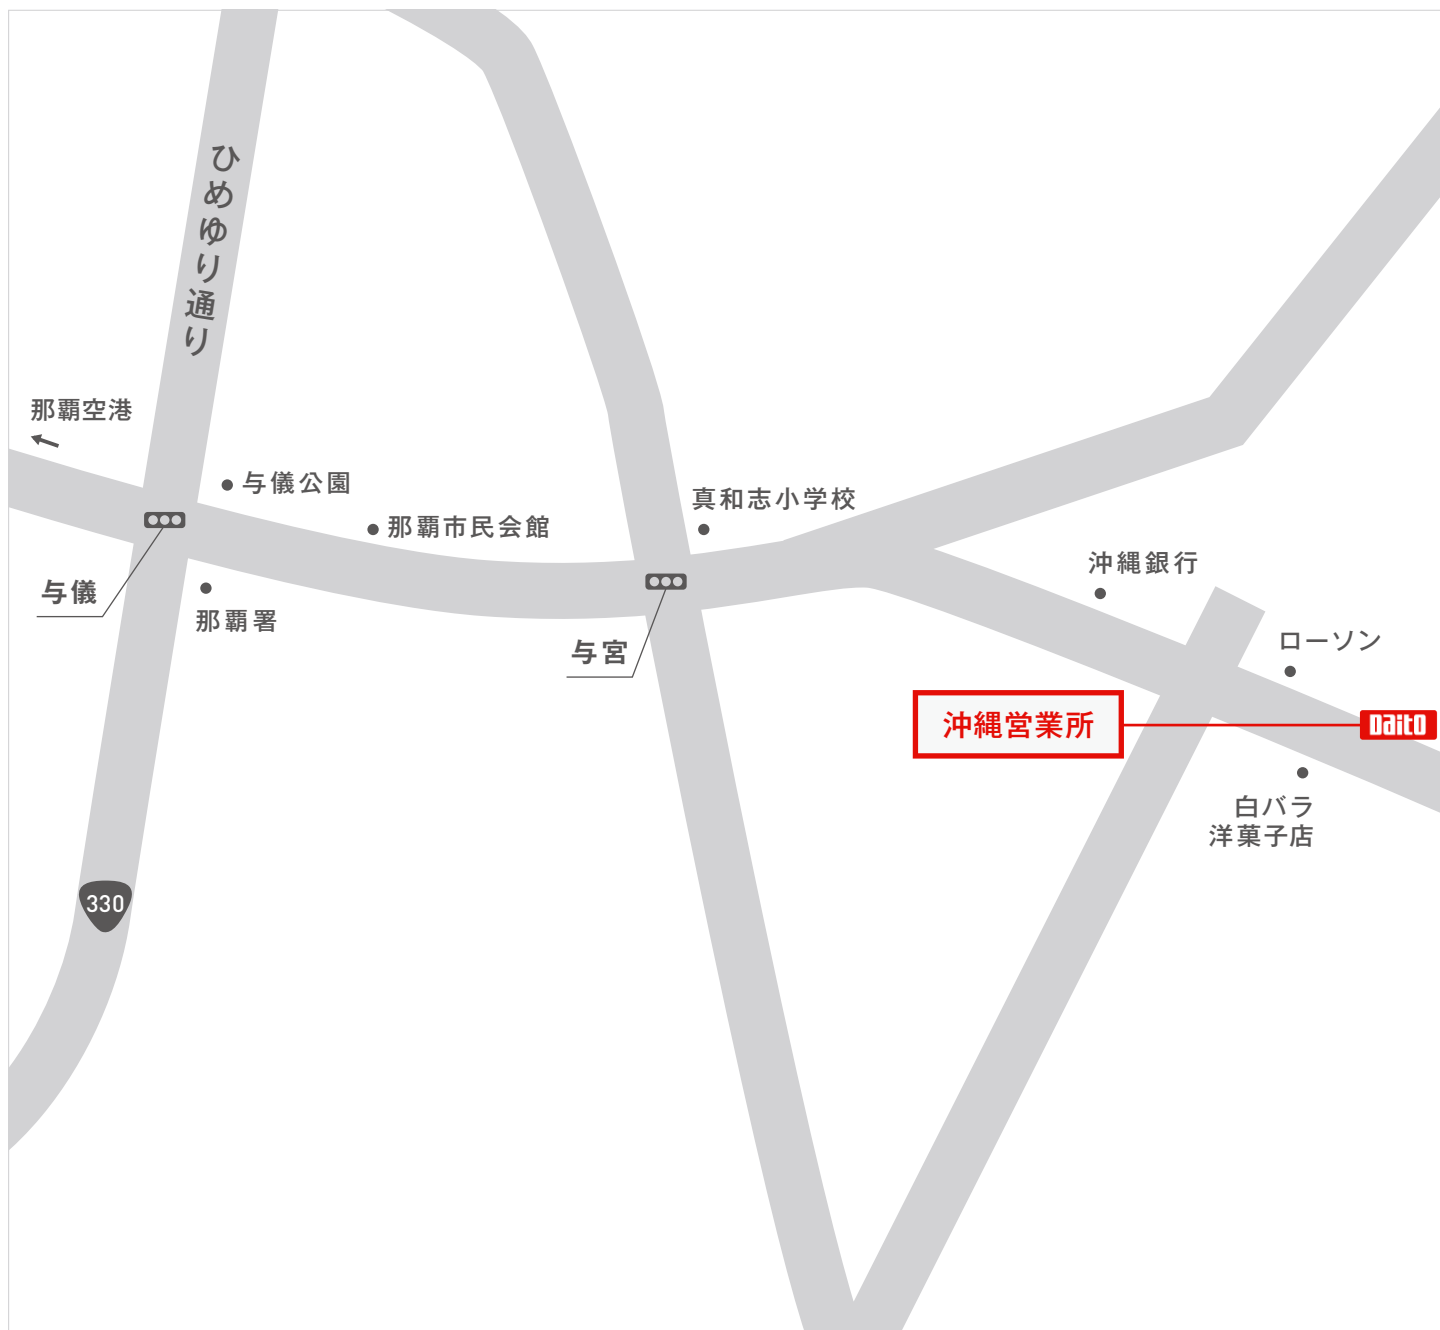 ひめゆり通り
那覇空港
与儀公園
那覇市民会館
真和志小学校
沖縄銀行
与儀
那覇署
与宮
ローソン
沖縄営業所
Daito
白バラ
洋菓子店
330